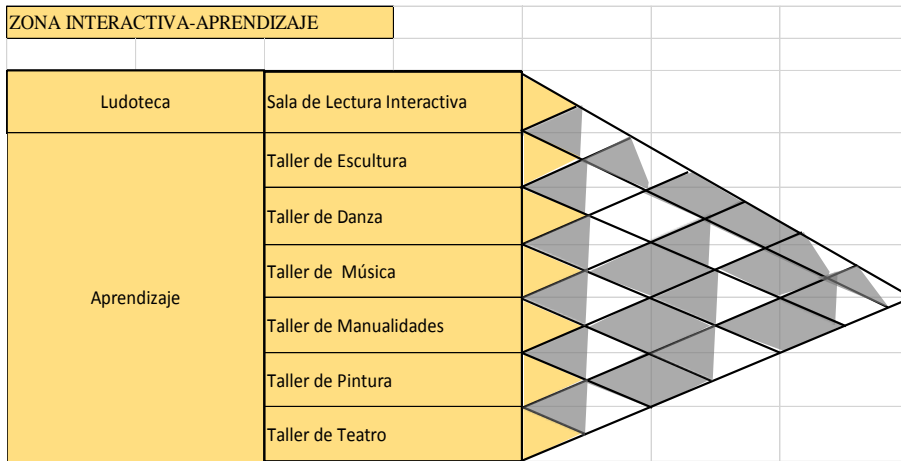 ZONA INTERACTIVA-APRENDIZAJE
Ludoteca
Sala de Lectura Interactiva
Aprendizaje
Taller de Escultura
Taller de Danza
Taller de  Música
Taller de Manualidades
Taller de Pintura
Taller de Teatro